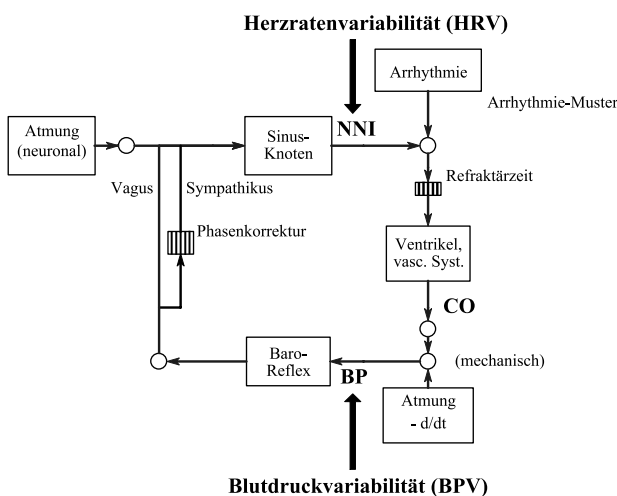 Herzratenvariabilität (HRV)
Arrhythmie
Arrhythmie-Muster
NNI
Atmung
(neuronal)
Sinus-
Knoten
Vagus
Sympathikus
Refraktärzeit
Phasenkorrektur
Ventrikel,
vasc. Syst.
CO
Baro-
Reflex
BP
(mechanisch)
Atmung
- d/dt
Blutdruckvariabilität (BPV)